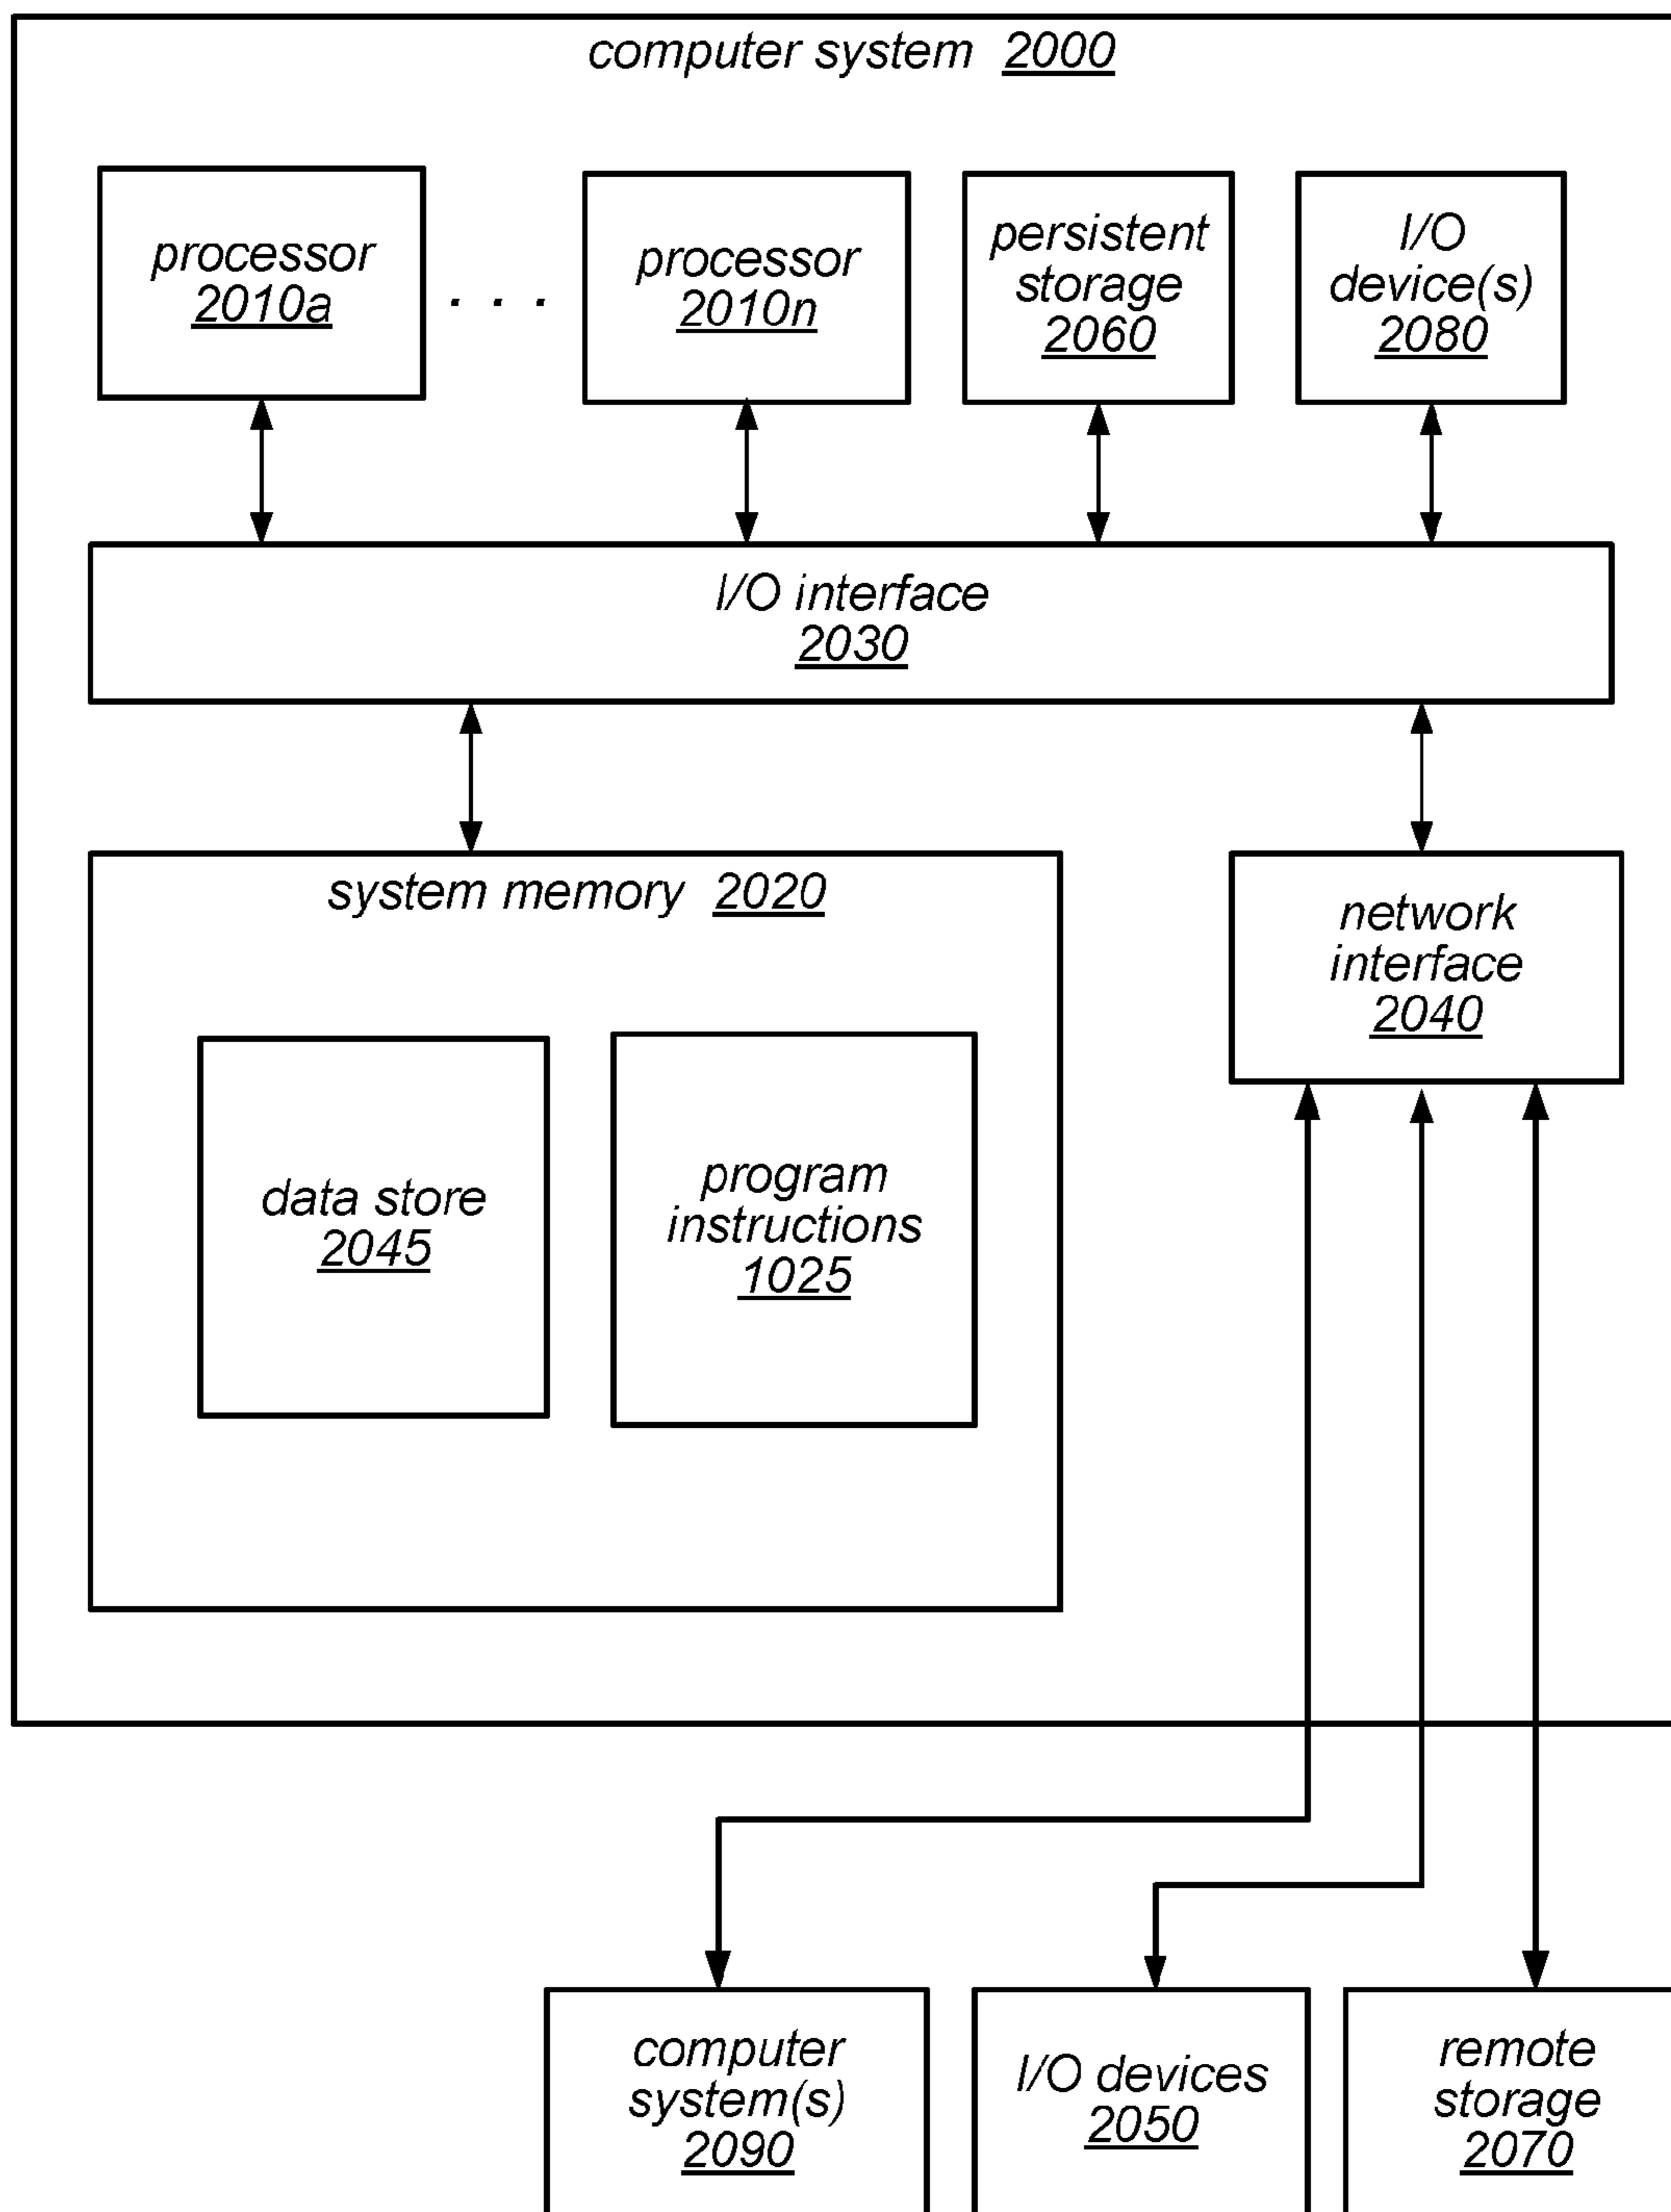 computer system 2000
processor
2010a
. . .
processor
2010n
persistent
storage
2060
I/O
device(s)
2080
I/O interface
2030
system memory 2020
network
interface
2040
data store
2045
program
instructions
1025
computer
system(s)
2090
I/O devices
2050
remote
storage
2070